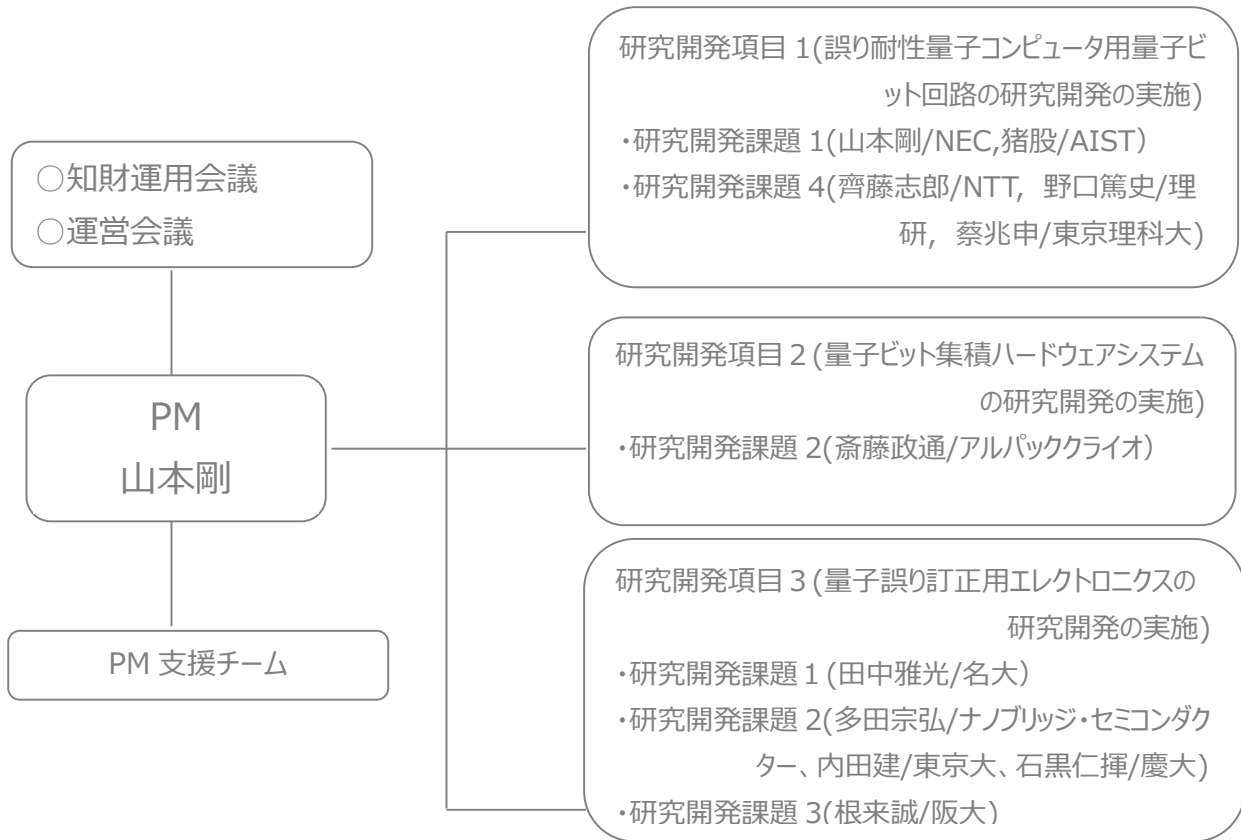 ○知財運用会議
○運営会議
PM
山本剛
PM 支援チーム
研究開発項目 1(誤り耐性量子コンピュータ用量子ビ
ット回路の研究開発の実施)
・研究開発課題 1(山本剛/NEC,猪股/AIST）
・研究開発課題 4(齊藤志郎/NTT, 野口篤史/理
研, 蔡兆申/東京理科大)
研究開発項目２(量子ビット集積ハードウェアシステム
の研究開発の実施)
・研究開発課題 2(斎藤政通/アルバッククライオ）
研究開発項目３(量子誤り訂正用エレクトロニクスの
研究開発の実施)
・研究開発課題１(田中雅光/名大）
・研究開発課題 2(多田宗弘/ナノブリッジ・セミコンダク
ター、内田建/東京大、石黒仁揮/慶大)
・研究開発課題 3(根来誠/阪大)